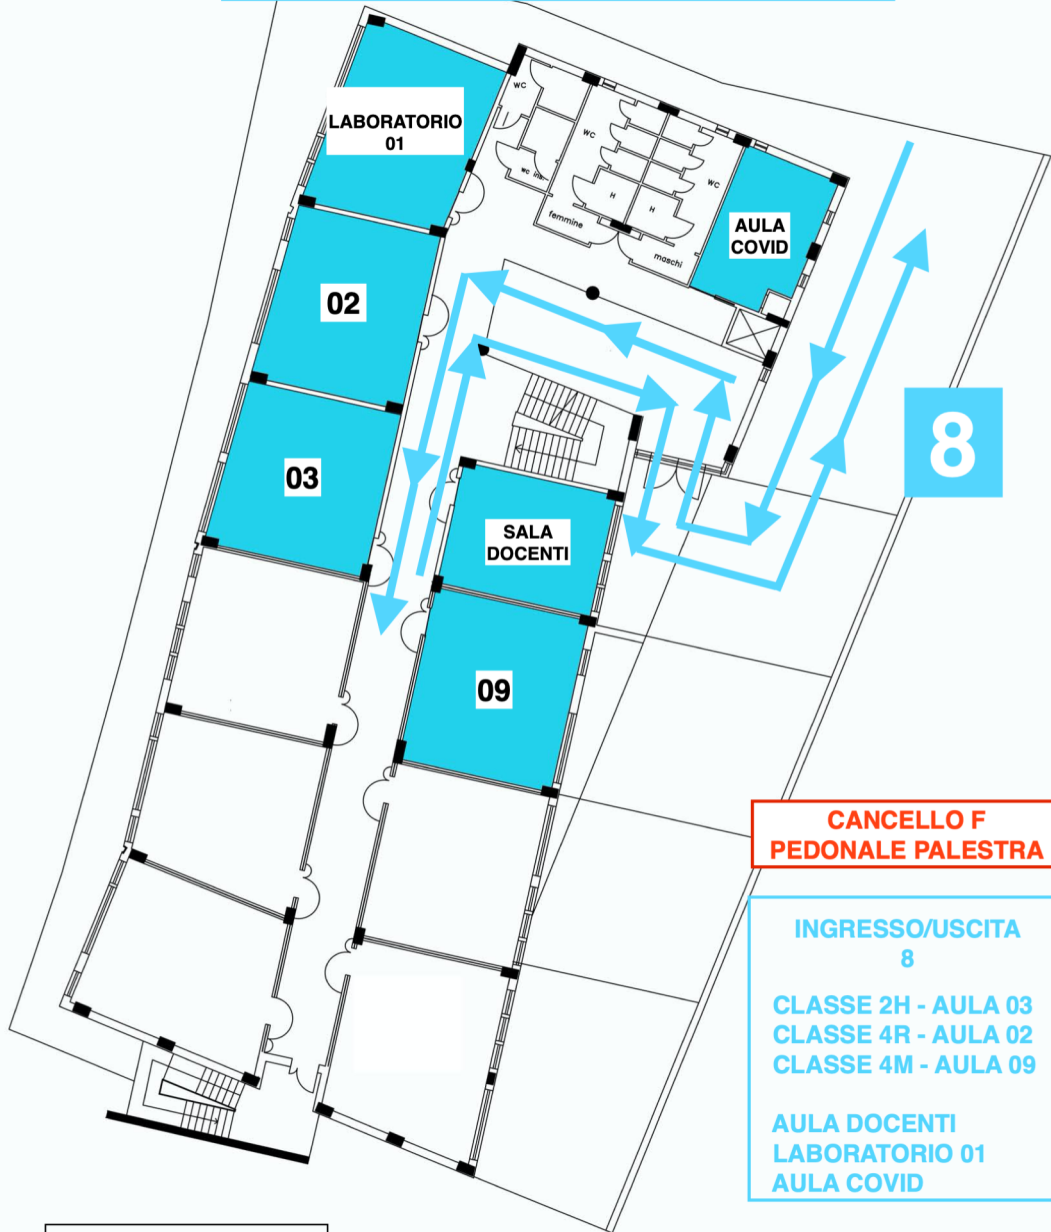 LABORATORIO
01
WC
WC
WC
wc ins.
H
H
femmine
maschi
AULA
COVID
02
03
8
SALA
DOCENTI
09
CANCELLO F
PEDONALE PALESTRA
INGRESSO/USCITA
8
CLASSE 2H - AULA 03
CLASSE 4R - AULA 02
CLASSE 4M - AULA 09
AULA DOCENTI
LABORATORIO 01
AULA COVID